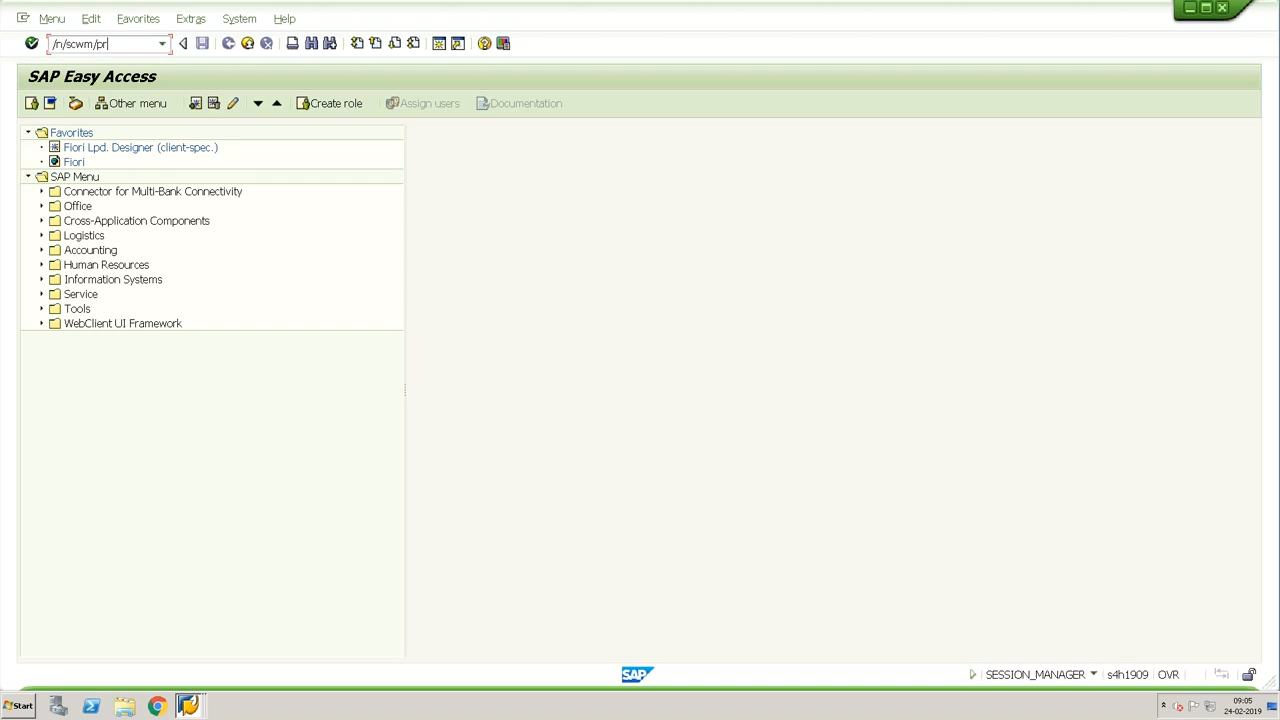 Menu Edit Favorites Extras System Help
/n/scwm/pr
SAP Easy Access
Other menu Create role Assign users Documentation
Favorites
Fiori Lpd. Designer (client-spec.)
Fiori
SAP Menu
Connector for Multi-Bank Connectivity
Office
Cross-Application Components
Logistics
Accounting
Human Resources
Information Systems
Service
Tools
WebClient UI Framework
SAP SESSION_MANAGER s4h1909 OVR
Start 09:05
24-02-2019